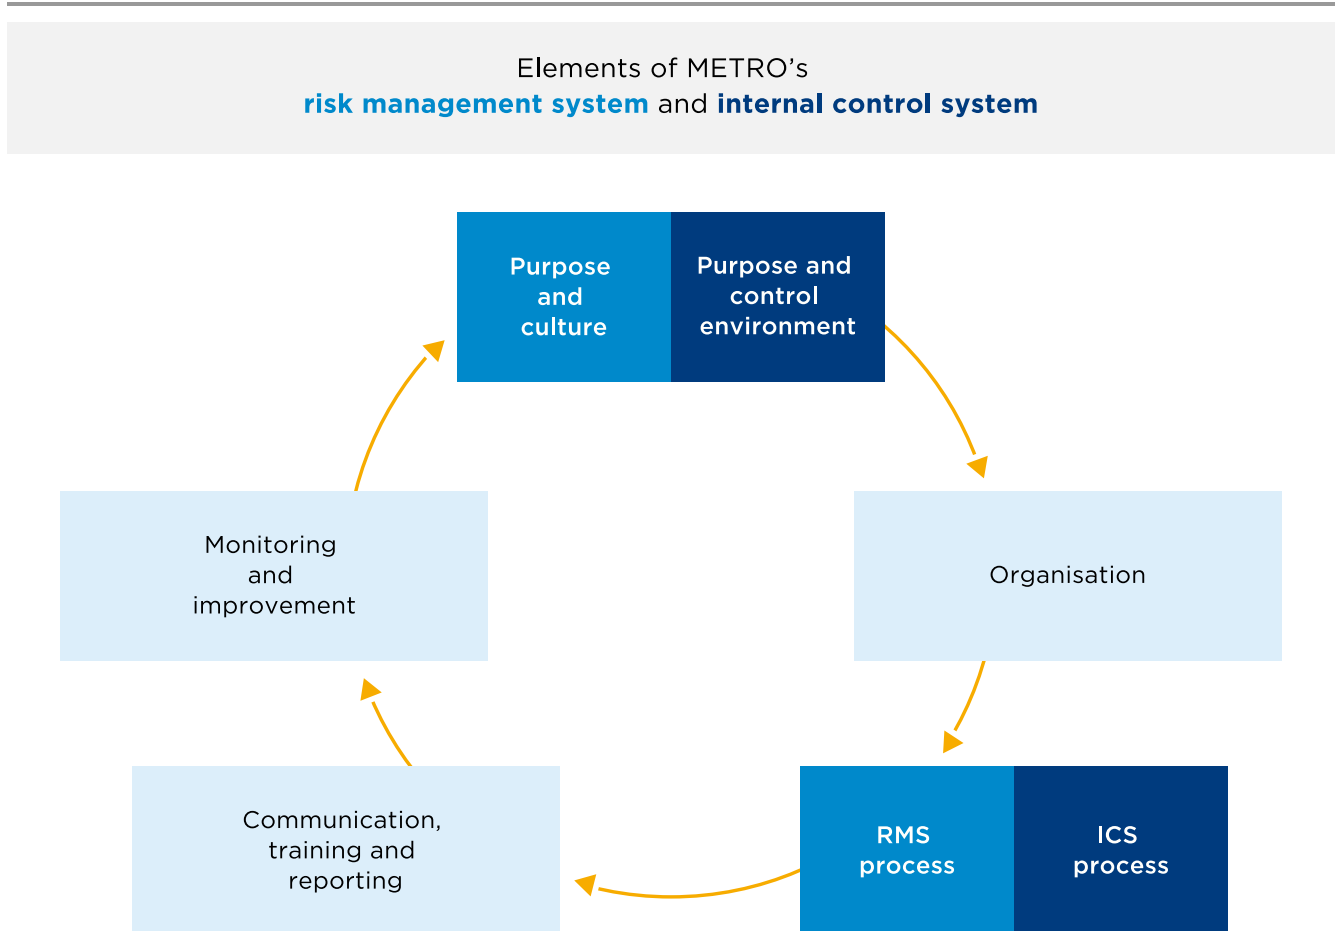 Elements of METRO’s
risk management system and internal control system
Purpose
and
culture
Purpose and
control
environment
Organisation
RMS
process
ICS
process
Communication,
training and
reporting
Monitoring
and
improvement